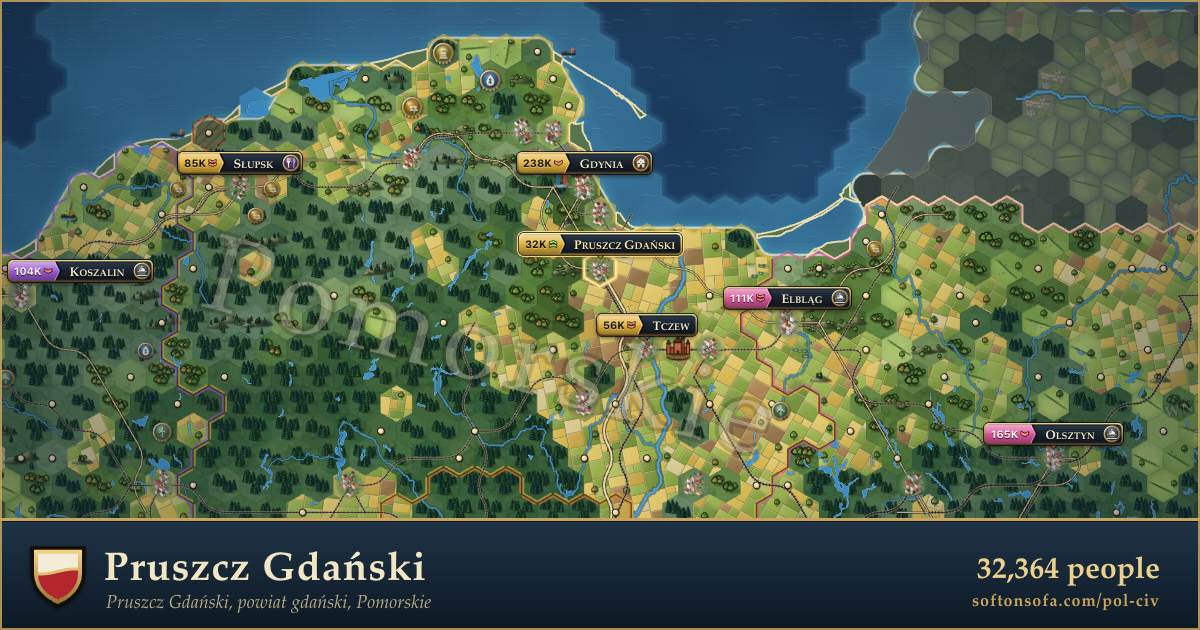 85K SŁUPSK
238K GDYNIA
32K PRUSZCZ GDAŃSKI
104K KOSZALIN
111K ELBLĄG
56K TCZEW
Pomorskie
165K OLSZTYN
Pruszcz Gdański
Pruszcz Gdański, powiat gdański, Pomorskie
32,364 people
softonsofa.com/pol-civ